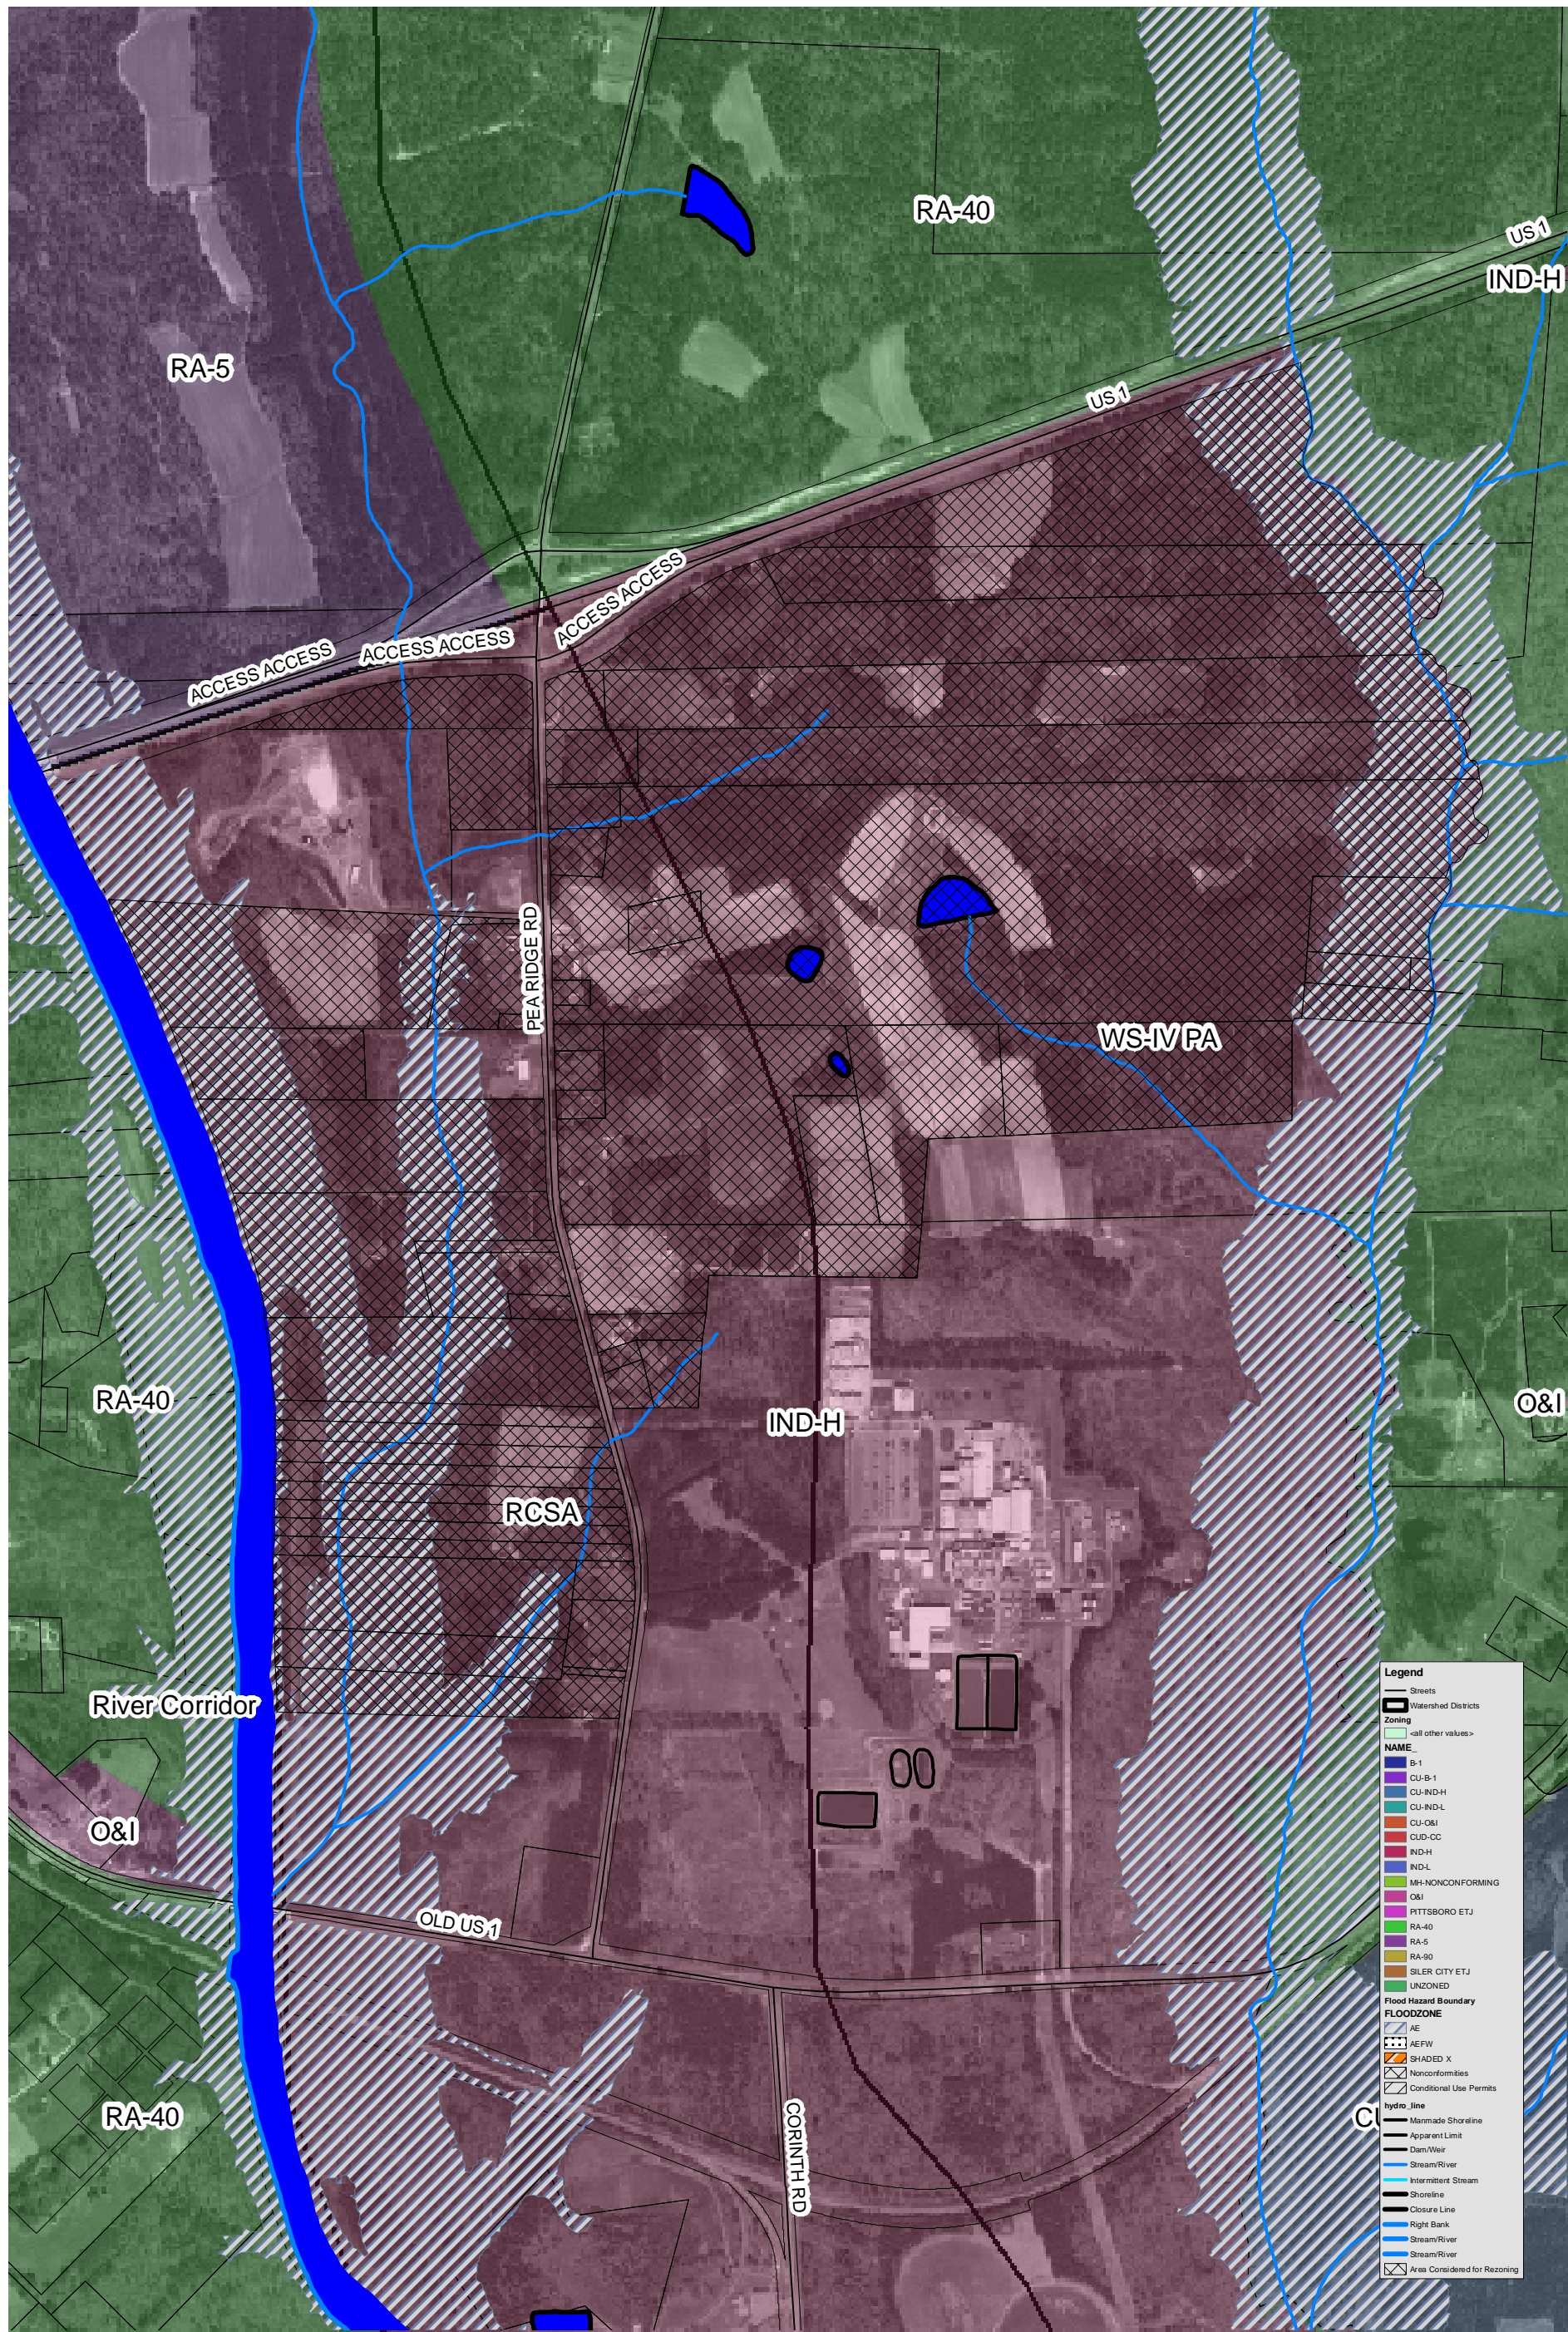 RA-40
US 1
IND-H
RA-5
US 1
ACCESS ACCESS
ACCESS ACCESS
ACCESS ACCESS
PEA RIDGE RD
WS-IV PA
RA-40
IND-H
O&I
RCSA
River Corridor
O&I
OLD US 1
RA-40
CORINTH RD
CU
Legend
Streets
Watershed Districts
Zoning
<all other values>
NAME_
B-1
CU-B-1
CU-IND-H
CU-IND-L
CU-O&I
CUD-CC
IND-H
IND-L
MH-NONCONFORMING
O&I
PITTSBORO ETJ
RA-40
RA-5
RA-90
SILER CITY ETJ
UNZONED
Flood Hazard Boundary
FLOODZONE
AE
AEFW
SHADED X
Nonconformities
Conditional Use Permits
hydro_line
Manmade Shoreline
Apparent Limit
Dam/Weir
Stream/River
Intermittent Stream
Shoreline
Closure Line
Right Bank
Stream/River
Stream/River
Area Considered for Rezoning